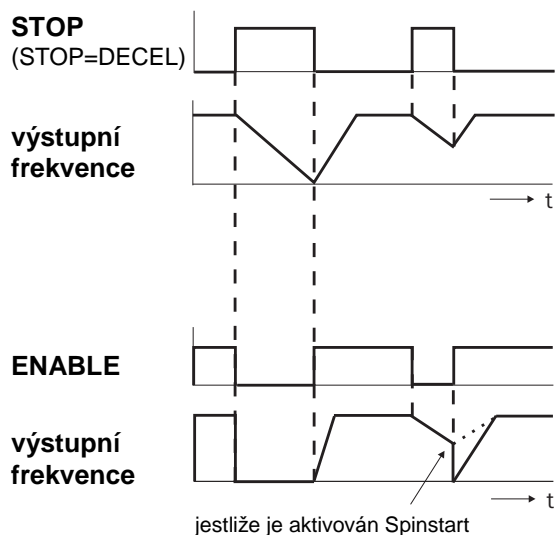 STOP
(STOP=DECEL)
výstupní
frekvence
t
ENABLE
výstupní
frekvence
t
jestliže je aktivován Spinstart